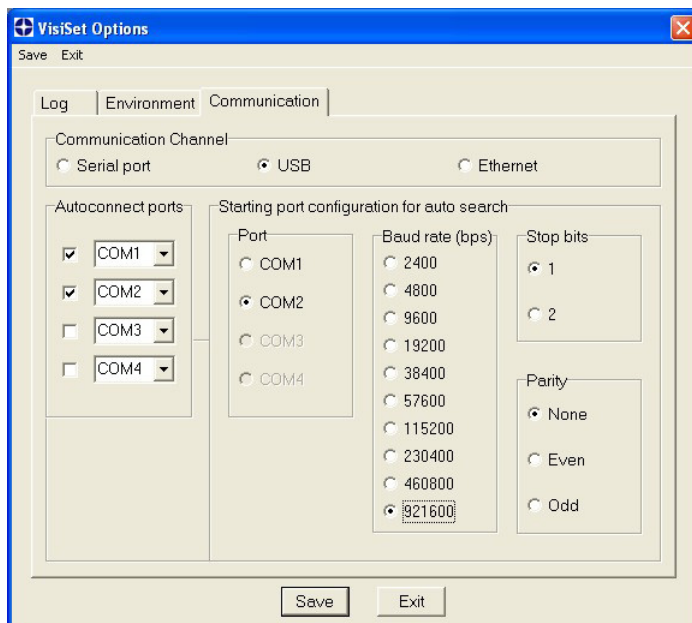 VisiSet Options
Save Exit
Log Environment Communication
Communication Channel
Serial port USB Ethernet
Autoconnect ports
COM1
COM2
COM3
COM4
Starting port configuration for auto search
Port
COM1
COM2
COM3
COM4
Baud rate (bps)
2400
4800
9600
19200
38400
57600
115200
230400
460800
921600
Stop bits
1
2
Parity
None
Even
Odd
Save Exit